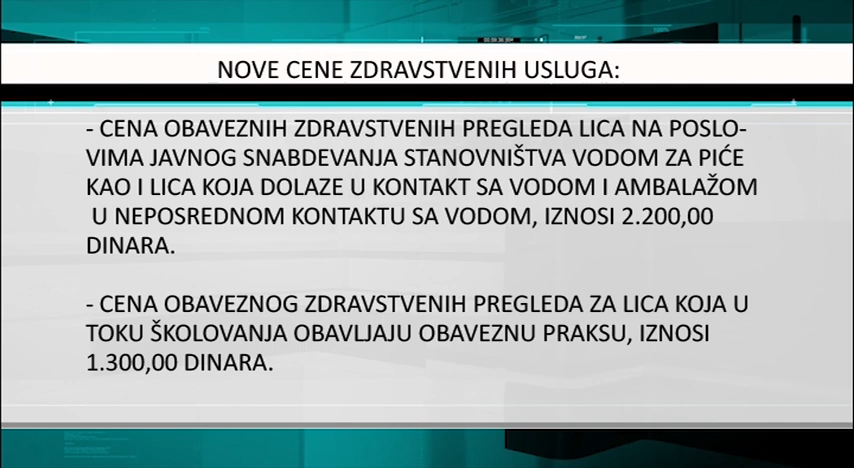 NOVE CENE ZDRAVSTVENIH USLUGA:
- CENA OBAVEZNIH ZDRAVSTVENIH PREGLEDA LICA NA POSLO-
VIMA JAVNOG SNABDEVANJA STANOVNIŠTVA VODOM ZA PIĆE
KAO I LICA KOJA DOLAZE U KONTAKT SA VODOM I AMBALAŽOM
U NEPOSREDNOM KONTAKTU SA VODOM, IZNOSI 2.200,00
DINARA.
- CENA OBAVEZNOG ZDRAVSTVENIH PREGLEDA ZA LICA KOJA U
TOKU ŠKOLOVANJA OBAVLJAJU OBAVEZNU PRAKSU, IZNOSI
1.300,00 DINARA.